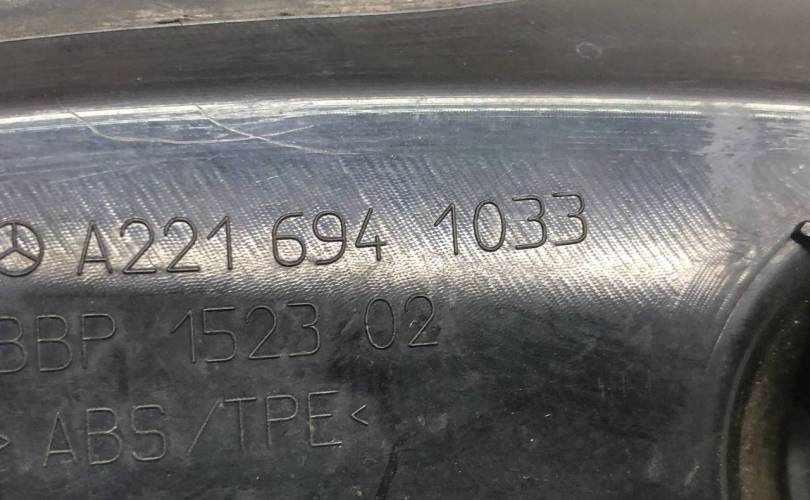 A221 694 1033
BBP 1523 02
> ABS/TPE<